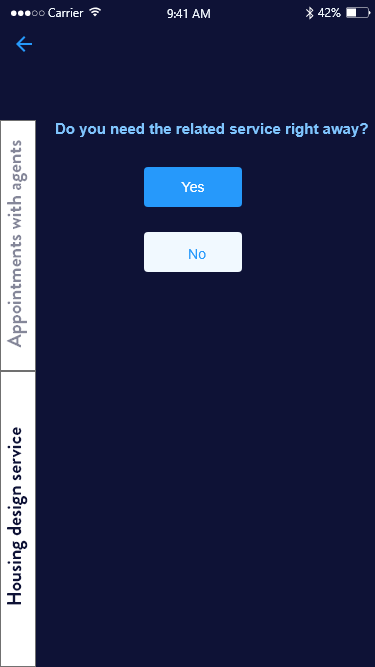 Carrier
9:41 AM
42%
Do you need the related service right away?
Yes
No
Appointments with agents
Housing design service